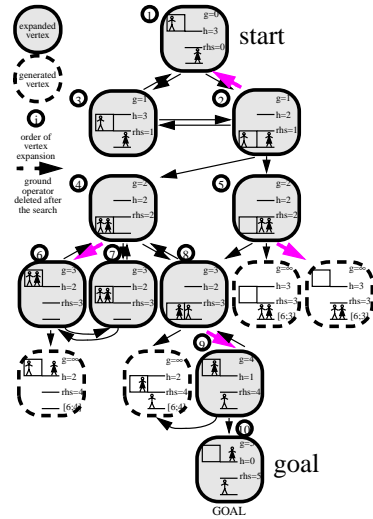 expanded
vertex
generated
vertex
i
order of
vertex
expansion
ground
operator
deleted after
the search
1
g=0
h=3
rhs=0
start
3
g=1
h=3
rhs=1
2
g=1
h=2
rhs=1
4
g=2
h=2
rhs=2
5
g=2
h=2
rhs=2
6
g=3
h=2
rhs=3
7
g=3
h=2
rhs=3
8
g=3
h=2
rhs=3
g=∞
h=3
rhs=3
[6;3]
g=∞
h=3
rhs=3
[6;3]
g=∞
h=2
rhs=4
[6;4]
g=∞
h=2
rhs=4
[6;4]
9
g=4
h=1
rhs=4
10
g=5
h=0
rhs=5
goal
GOAL